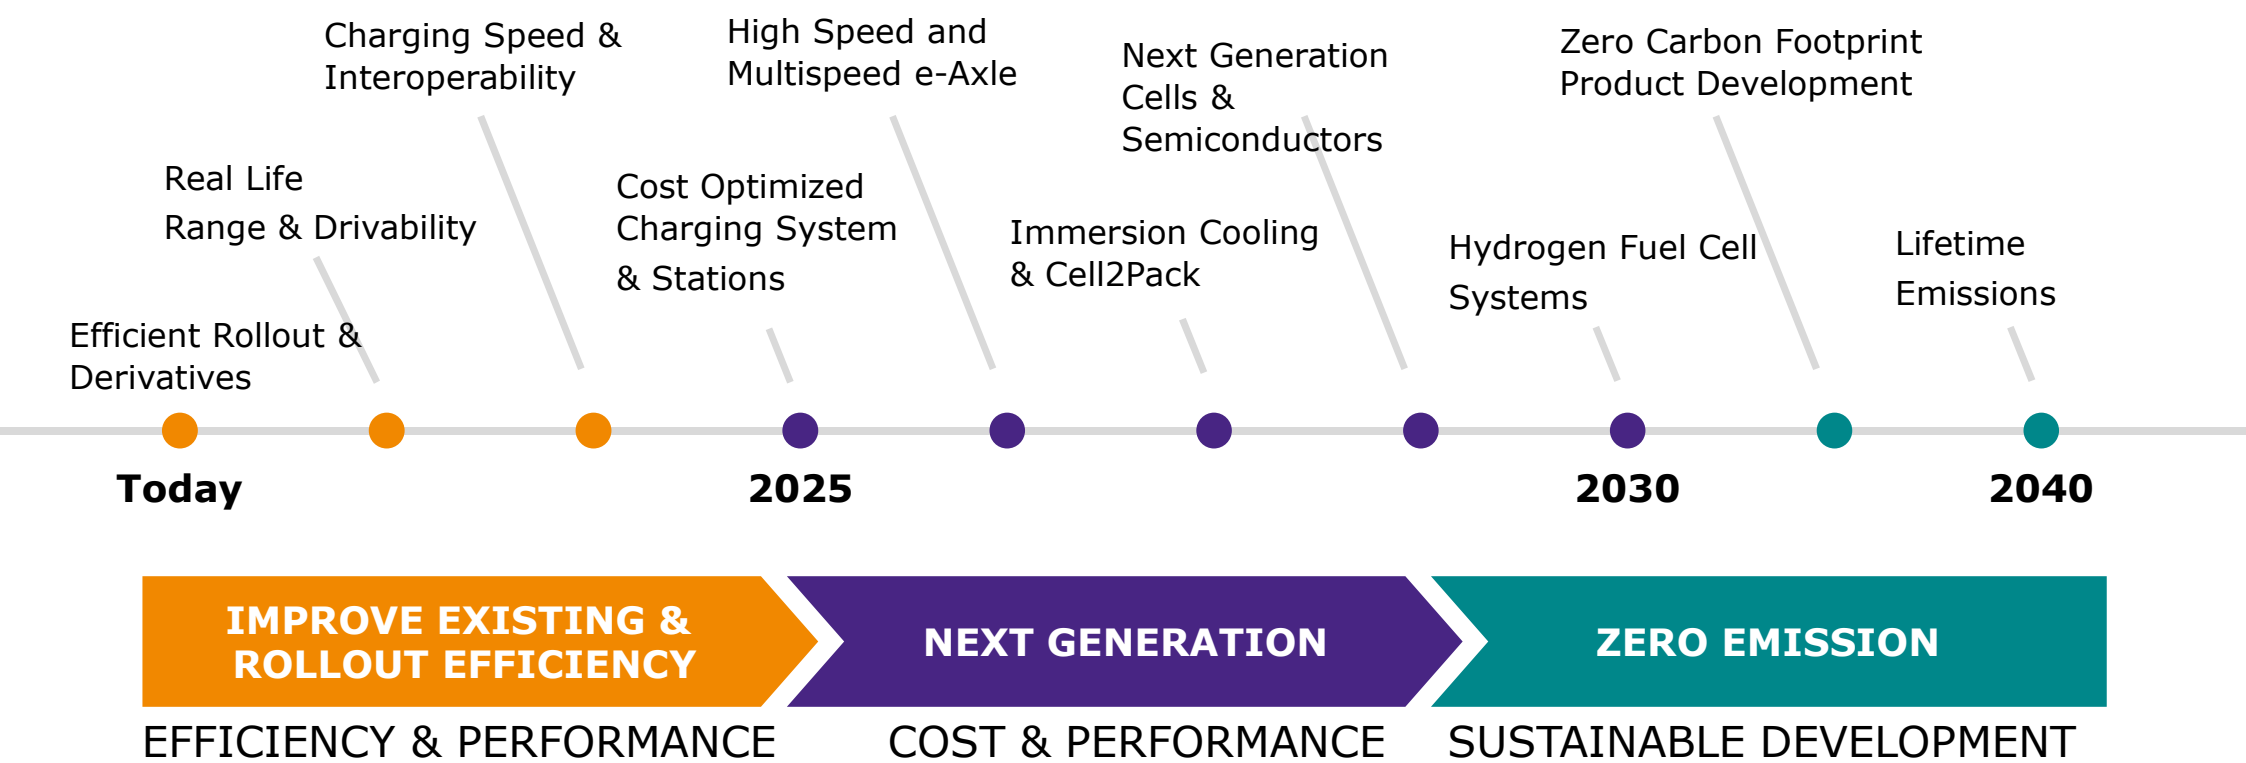 Charging Speed &
Interoperability
High Speed and
Multispeed e-Axle
Next Generation
Cells &
Semiconductors
Zero Carbon Footprint
Product Development
Real Life
Range & Drivability
Cost Optimized
Charging System
& Stations
Immersion Cooling
& Cell2Pack
Hydrogen Fuel Cell
Systems
Lifetime
Emissions
Efficient Rollout &
Derivatives
Today
2025
2030
2040
IMPROVE EXISTING &
ROLLOUT EFFICIENCY
NEXT GENERATION
ZERO EMISSION
EFFICIENCY & PERFORMANCE
COST & PERFORMANCE
SUSTAINABLE DEVELOPMENT